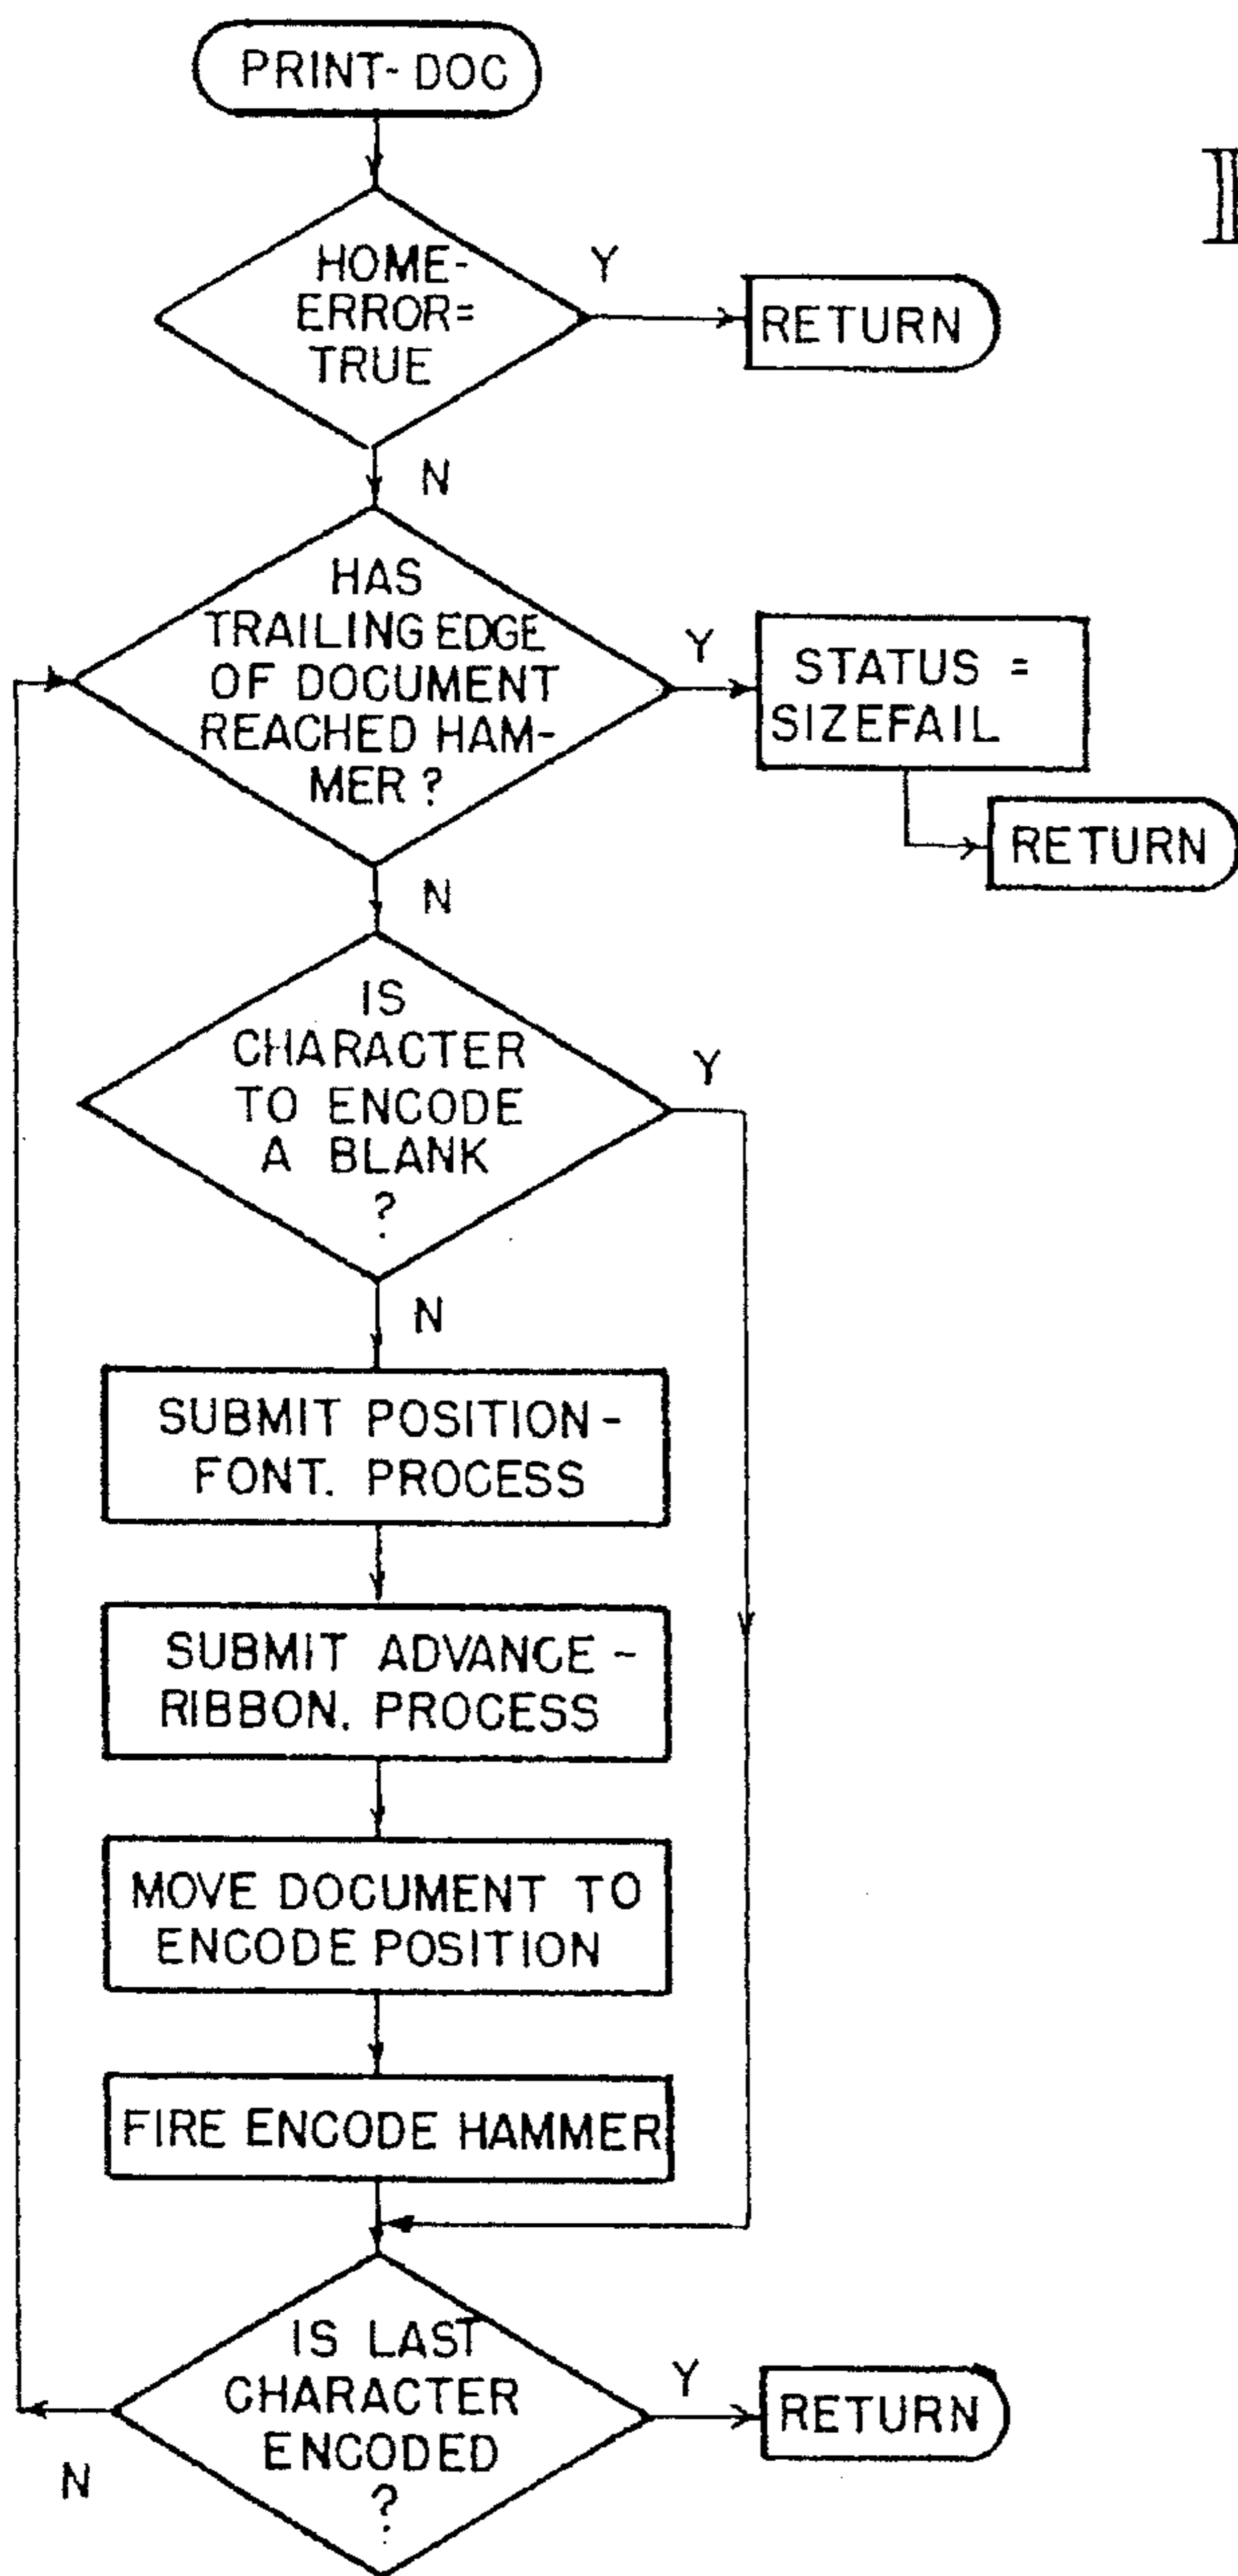 PRINT-DOC
HOME-
ERROR=
TRUE
Y
RETURN
N
HAS
TRAILING EDGE
OF DOCUMENT
REACHED HAM-
MER ?
Y
STATUS =
SIZEFAIL
RETURN
N
IS
CHARACTER
TO ENCODE
A BLANK
?
Y
N
SUBMIT POSITION-
FONT. PROCESS
SUBMIT ADVANCE-
RIBBON. PROCESS
MOVE DOCUMENT TO
ENCODE POSITION
FIRE ENCODE HAMMER
IS LAST
CHARACTER
ENCODED
?
Y
RETURN
N